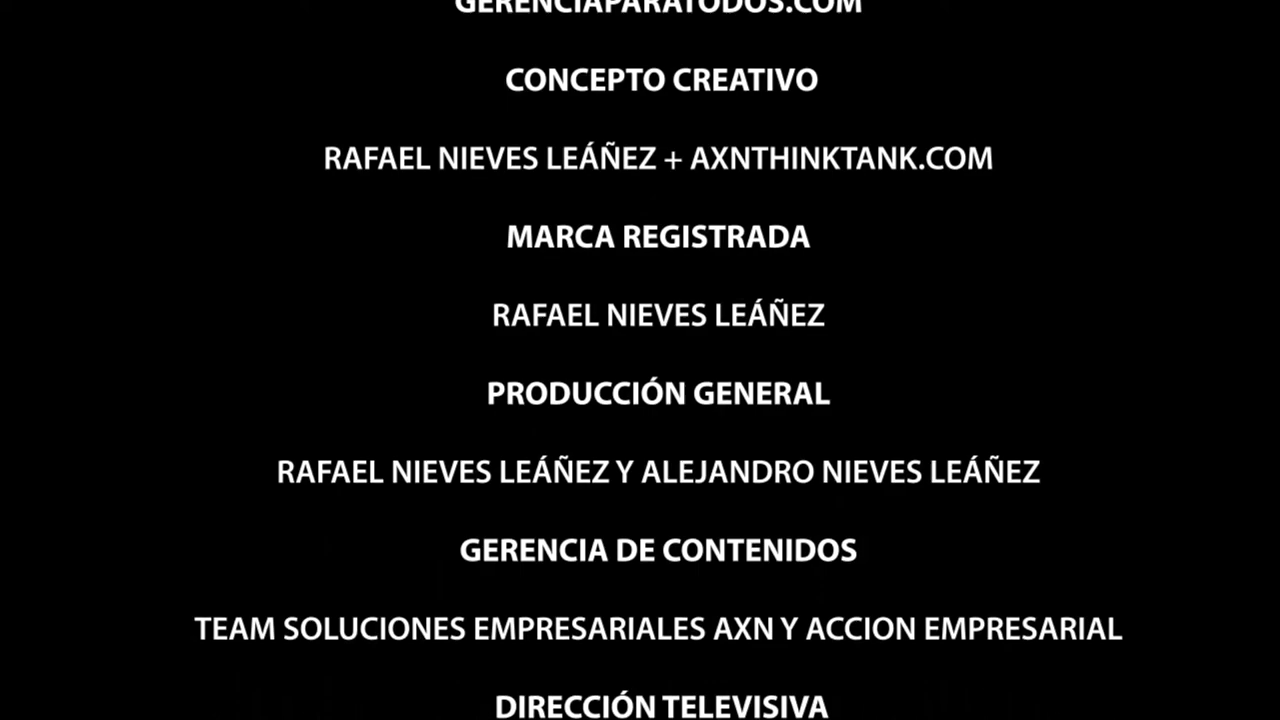 GERENCIAPARATODOS.COM
CONCEPTO CREATIVO
RAFAEL NIEVES LEÁÑEZ + AXNTHINKTANK.COM
MARCA REGISTRADA
RAFAEL NIEVES LEÁÑEZ
PRODUCCIÓN GENERAL
RAFAEL NIEVES LEÁÑEZ Y ALEJANDRO NIEVES LEÁÑEZ
GERENCIA DE CONTENIDOS
TEAM SOLUCIONES EMPRESARIALES AXN Y ACCION EMPRESARIAL
DIRECCIÓN TELEVISIVA